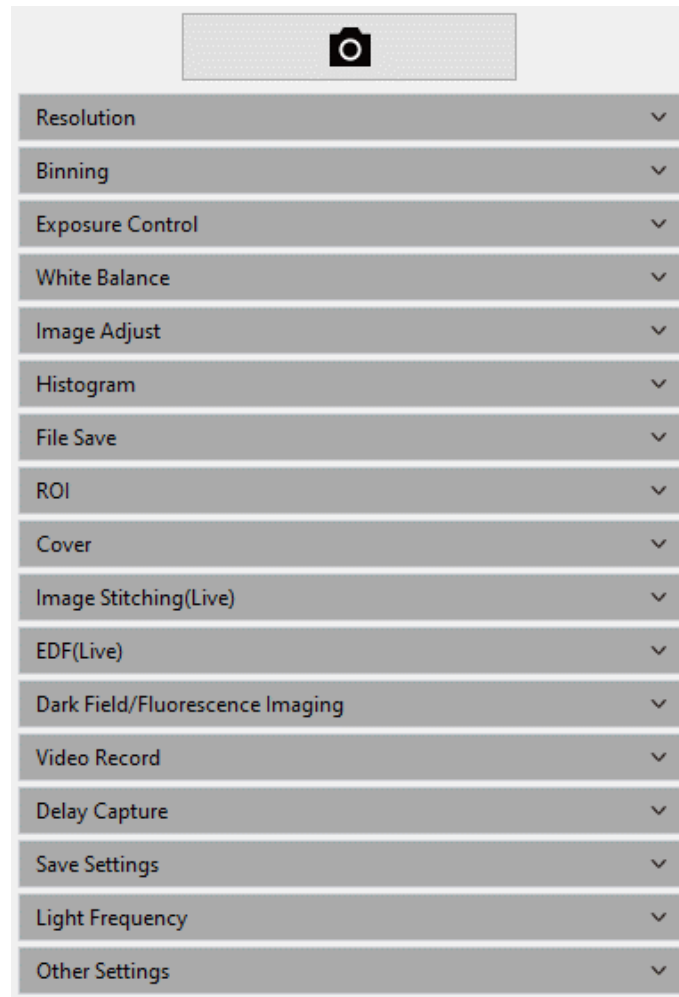 Resolution
Binning
Exposure Control
White Balance
Image Adjust
Histogram
File Save
ROI
Cover
Image Stitching(Live)
EDF(Live)
Dark Field/Fluorescence Imaging
Video Record
Delay Capture
Save Settings
Light Frequency
Other Settings